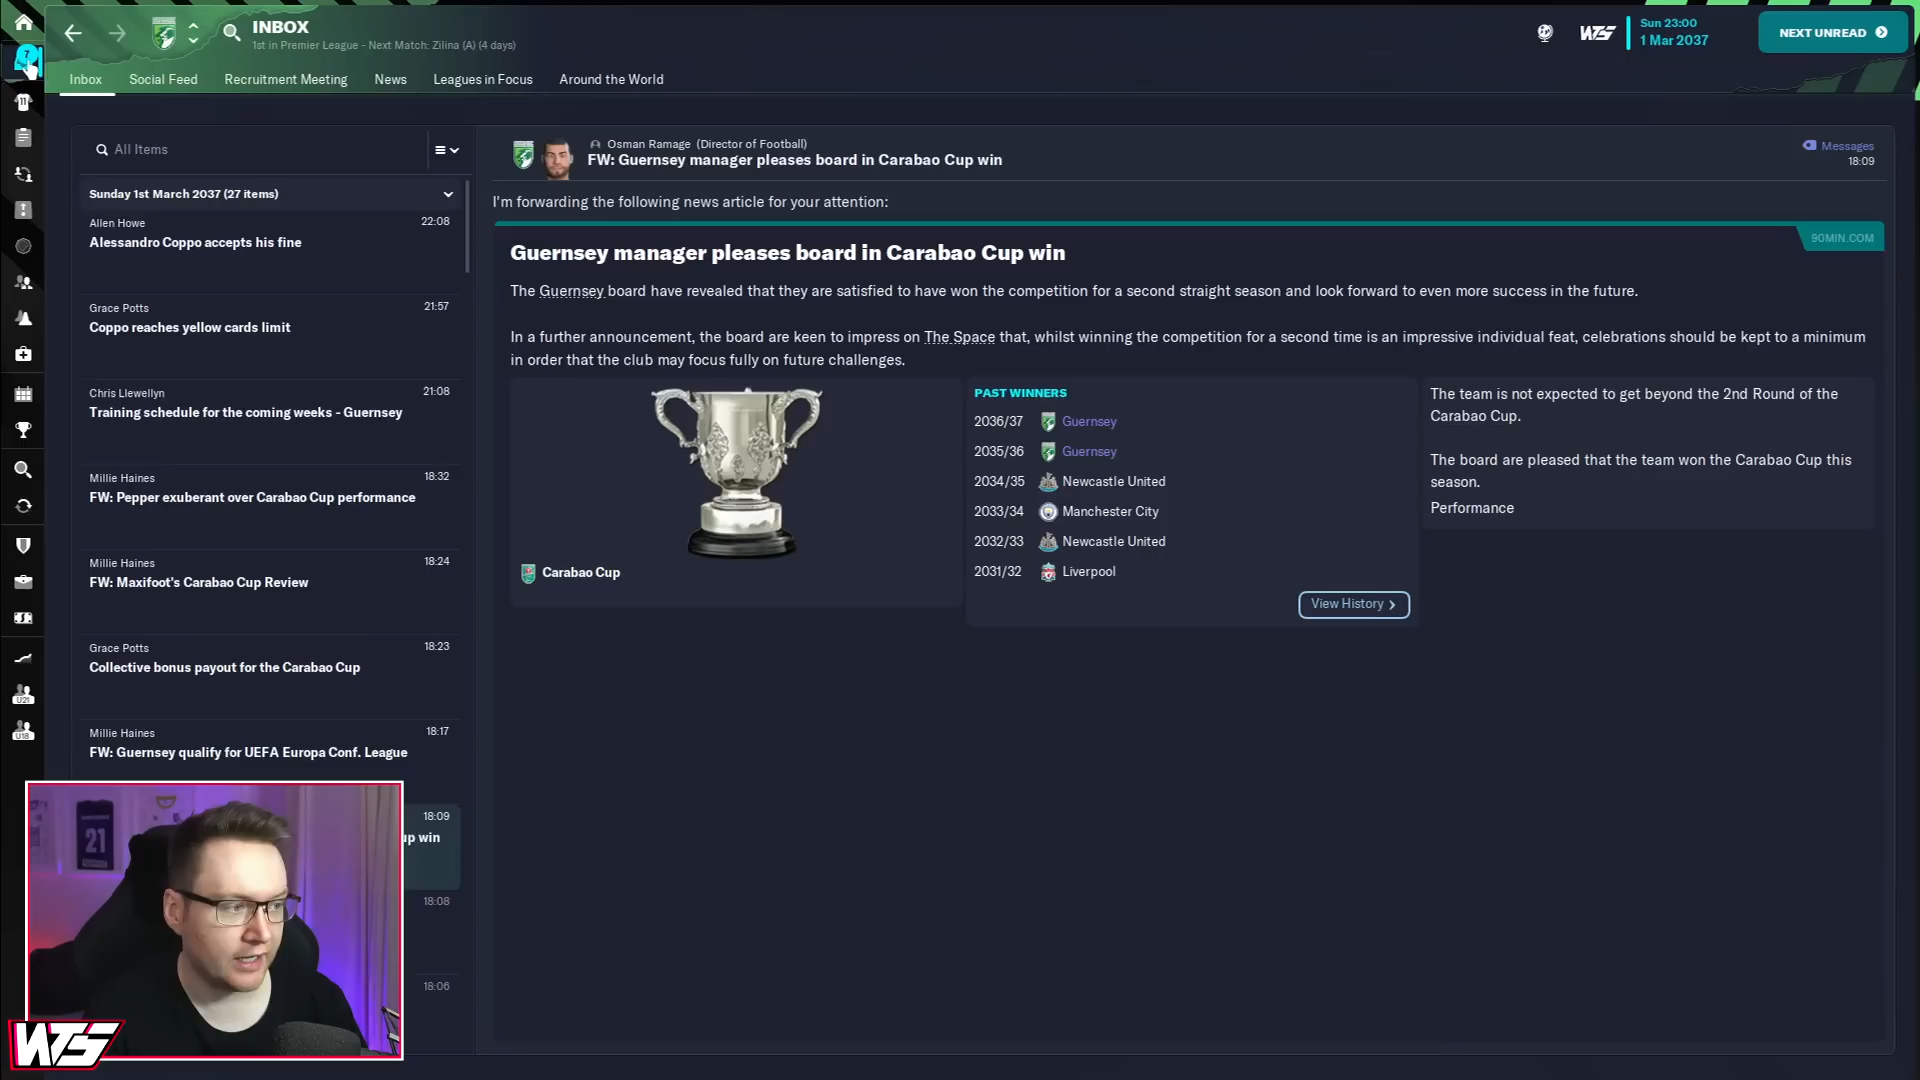 INBOX
1st in Premier League - Next Match: Zilina (A) (4 days)
WTS
Sun 23:00
1 Mar 2037
NEXT UNREAD
7
Inbox
Social Feed
Recruitment Meeting
News
Leagues in Focus
Around the World
11
All Items
Sunday 1st March 2037 (27 items)
Allen Howe
22:08
Alessandro Coppo accepts his fine
Grace Potts
21:57
Coppo reaches yellow cards limit
Chris Llewellyn
21:08
Training schedule for the coming weeks - Guernsey
Millie Haines
18:32
FW: Pepper exuberant over Carabao Cup performance
Millie Haines
18:24
FW: Maxifoot's Carabao Cup Review
Grace Potts
18:23
Collective bonus payout for the Carabao Cup
Millie Haines
18:17
FW: Guernsey qualify for UEFA Europa Conf. League
18:09
up win
18:08
18:06
U21
U18
Osman Ramage (Director of Football)
FW: Guernsey manager pleases board in Carabao Cup win
Messages
18:09
I'm forwarding the following news article for your attention:
90MIN.COM
Guernsey manager pleases board in Carabao Cup win
The Guernsey board have revealed that they are satisfied to have won the competition for a second straight season and look forward to even more success in the future.
In a further announcement, the board are keen to impress on The Space that, whilst winning the competition for a second time is an impressive individual feat, celebrations should be kept to a minimum
in order that the club may focus fully on future challenges.
Carabao Cup
PAST WINNERS
2036/37 Guernsey
2035/36 Guernsey
2034/35 Newcastle United
2033/34 Manchester City
2032/33 Newcastle United
2031/32 Liverpool
View History
The team is not expected to get beyond the 2nd Round of the
Carabao Cup.
The board are pleased that the team won the Carabao Cup this
season.
Performance
21
WTS